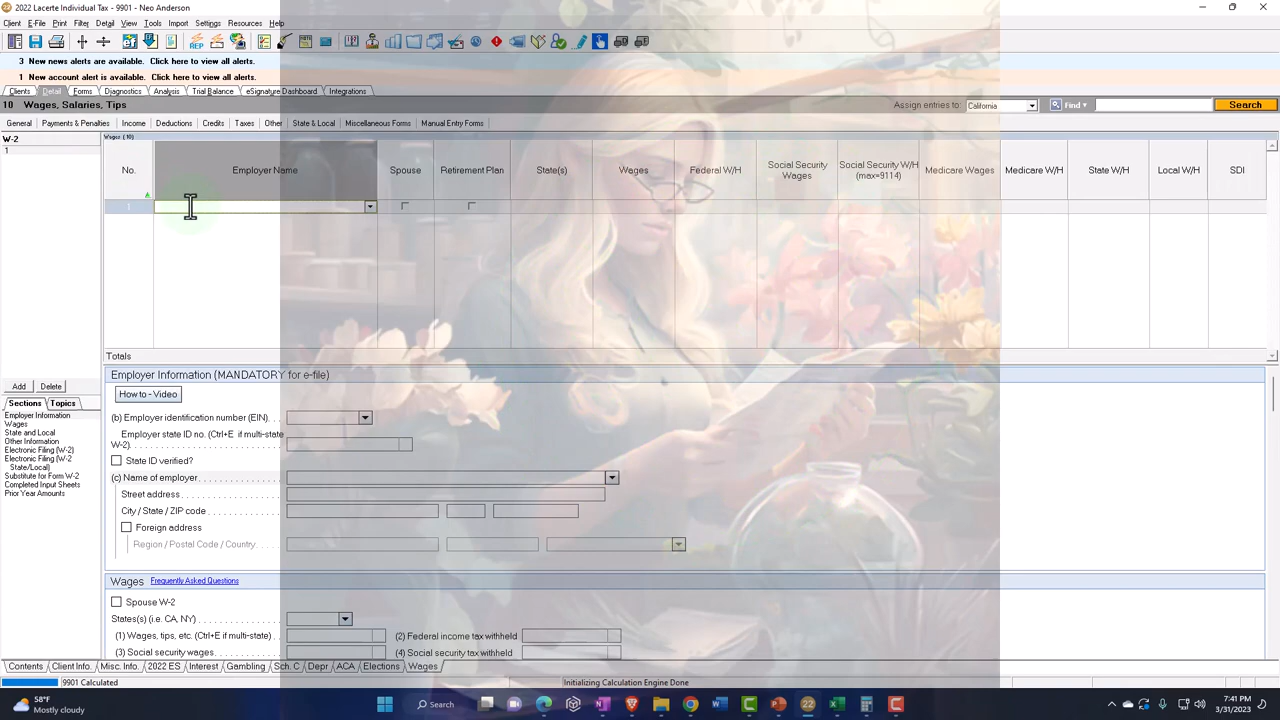 2022 Lacerte Individual Tax - 9901 - Neo Anderson
Client E-File Print Filter Detail View Tools Import Settings Resources Help
3 New news alerts are available. Click here to view all alerts.
1 New account alert is available. Click here to view all alerts.
Clients Detail Forms Diagnostics Analysis Trial Balance eSignature Dashboard Integrations
10 Wages, Salaries, Tips Assign entries to: California Find Search
General Payments & Penalties Income Deductions Credits Taxes Other State & Local Miscellaneous Forms Manual Entry Forms
W-2
1
Wages (10)
No. Employer Name Spouse Retirement Plan State(s) Wages Federal W/H Social Security Wages Social Security W/H (max=9114) Medicare Wages Medicare W/H State W/H Local W/H SDI
1
Totals
Add Delete
Sections Topics
Employer Information
Wages
State and Local
Other Information
Electronic Filing (W-2)
Electronic Filing (W-2
State/Local)
Substitute for Form W-2
Completed Input Sheets
Prior Year Amounts
Employer Information (MANDATORY for e-file)
How to - Video
(b) Employer identification number (EIN).
Employer state ID no. (Ctrl+E if multi-state
W-2)
State ID verified?
(c) Name of employer
Street address
City / State / ZIP code
Foreign address
Region / Postal Code / Country
Wages Frequently Asked Questions
Spouse W-2
States(s) (i.e. CA, NY)
(1) Wages, tips, etc. (Ctrl+E if multi-state) (2) Federal income tax withheld
(3) Social security wages (4) Social security tax withheld
Contents Client Info. Misc. Info. 2022 ES Interest Gambling Sch. C Depr ACA Elections Wages
9901 Calculated Initializing Calculation Engine Done
58°F
Mostly cloudy
Search
7:41 PM
3/31/2023